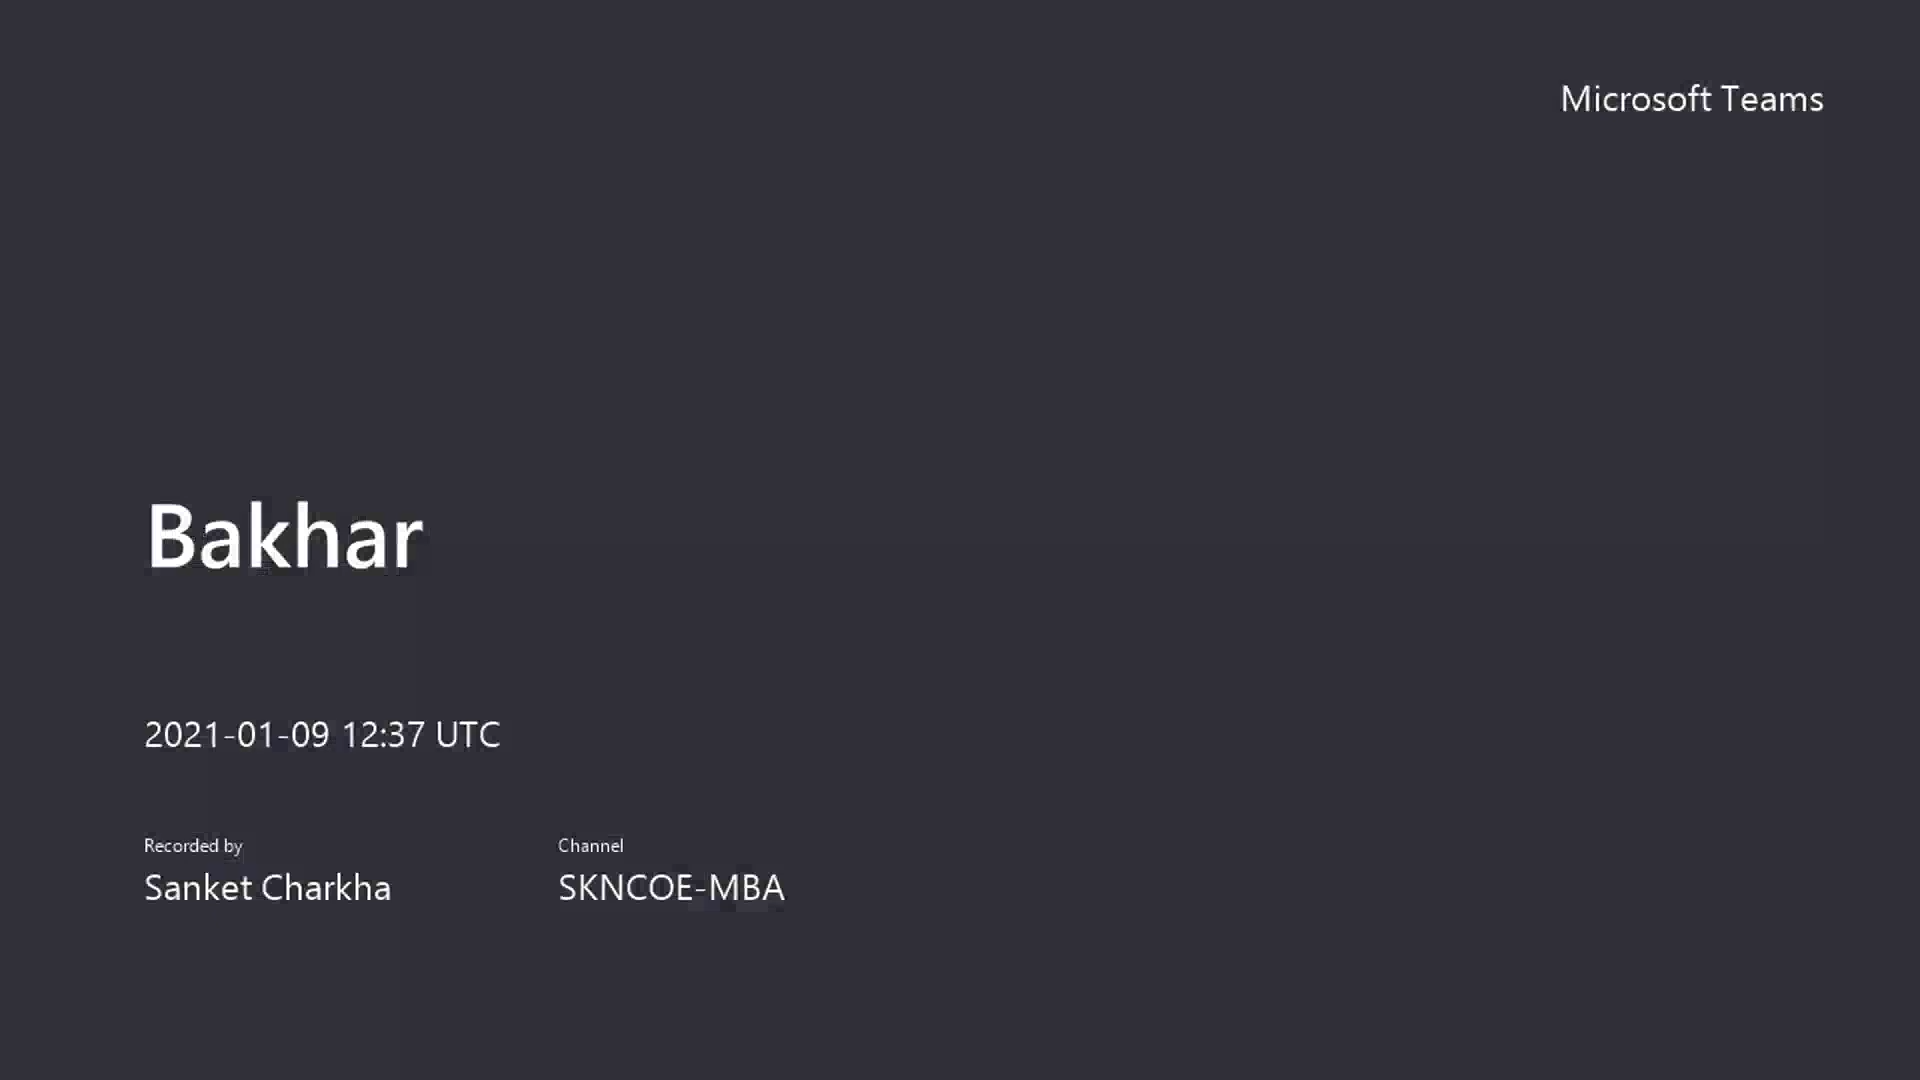 Microsoft Teams
Bakhar
2021-01-09 12:37 UTC
Recorded by
Sanket Charkha
Channel
SKNCOE-MBA